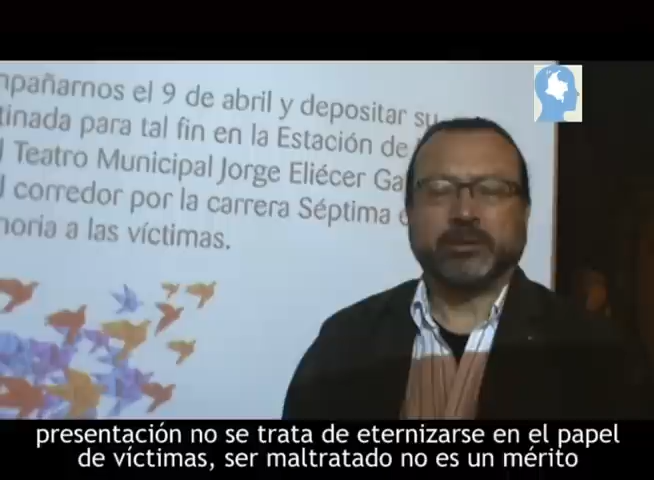 mpañarnos el 9 de abril y depositar su
tinada para tal fin en la Estación de
l Teatro Municipal Jorge Eliécer Ga
l corredor por la carrera Séptima
moria a las víctimas.
presentación no se trata de eternizarse en el papel
de víctimas, ser maltratado no es un mérito